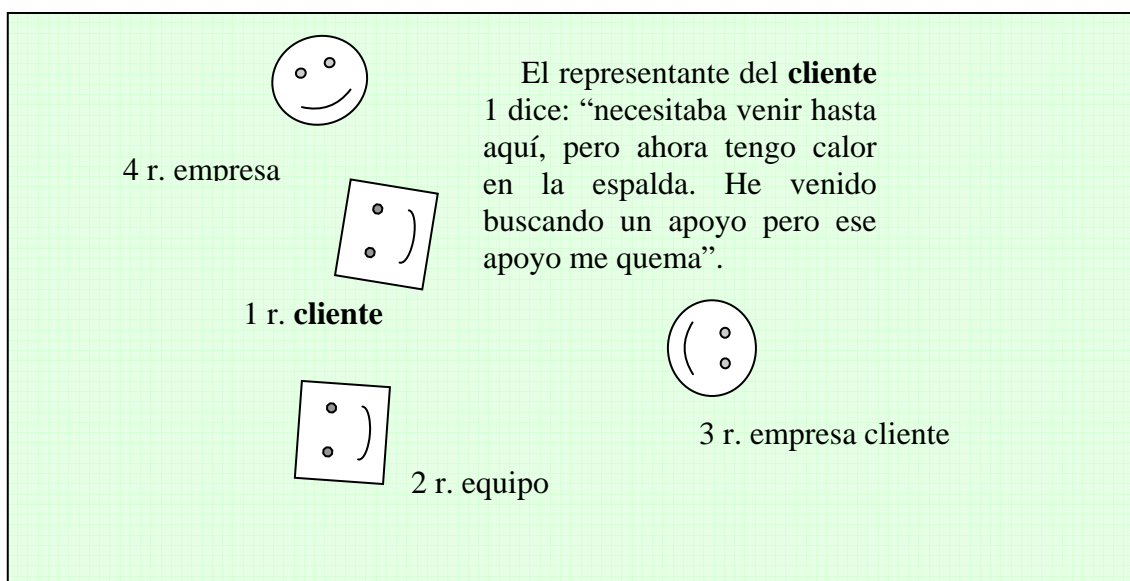 El representante del cliente
1 dice: “necesitaba venir hasta
aquí, pero ahora tengo calor
en la espalda. He venido
buscando un apoyo pero ese
apoyo me quema”.
4 r. empresa
1 r. cliente
3 r. empresa cliente
2 r. equipo